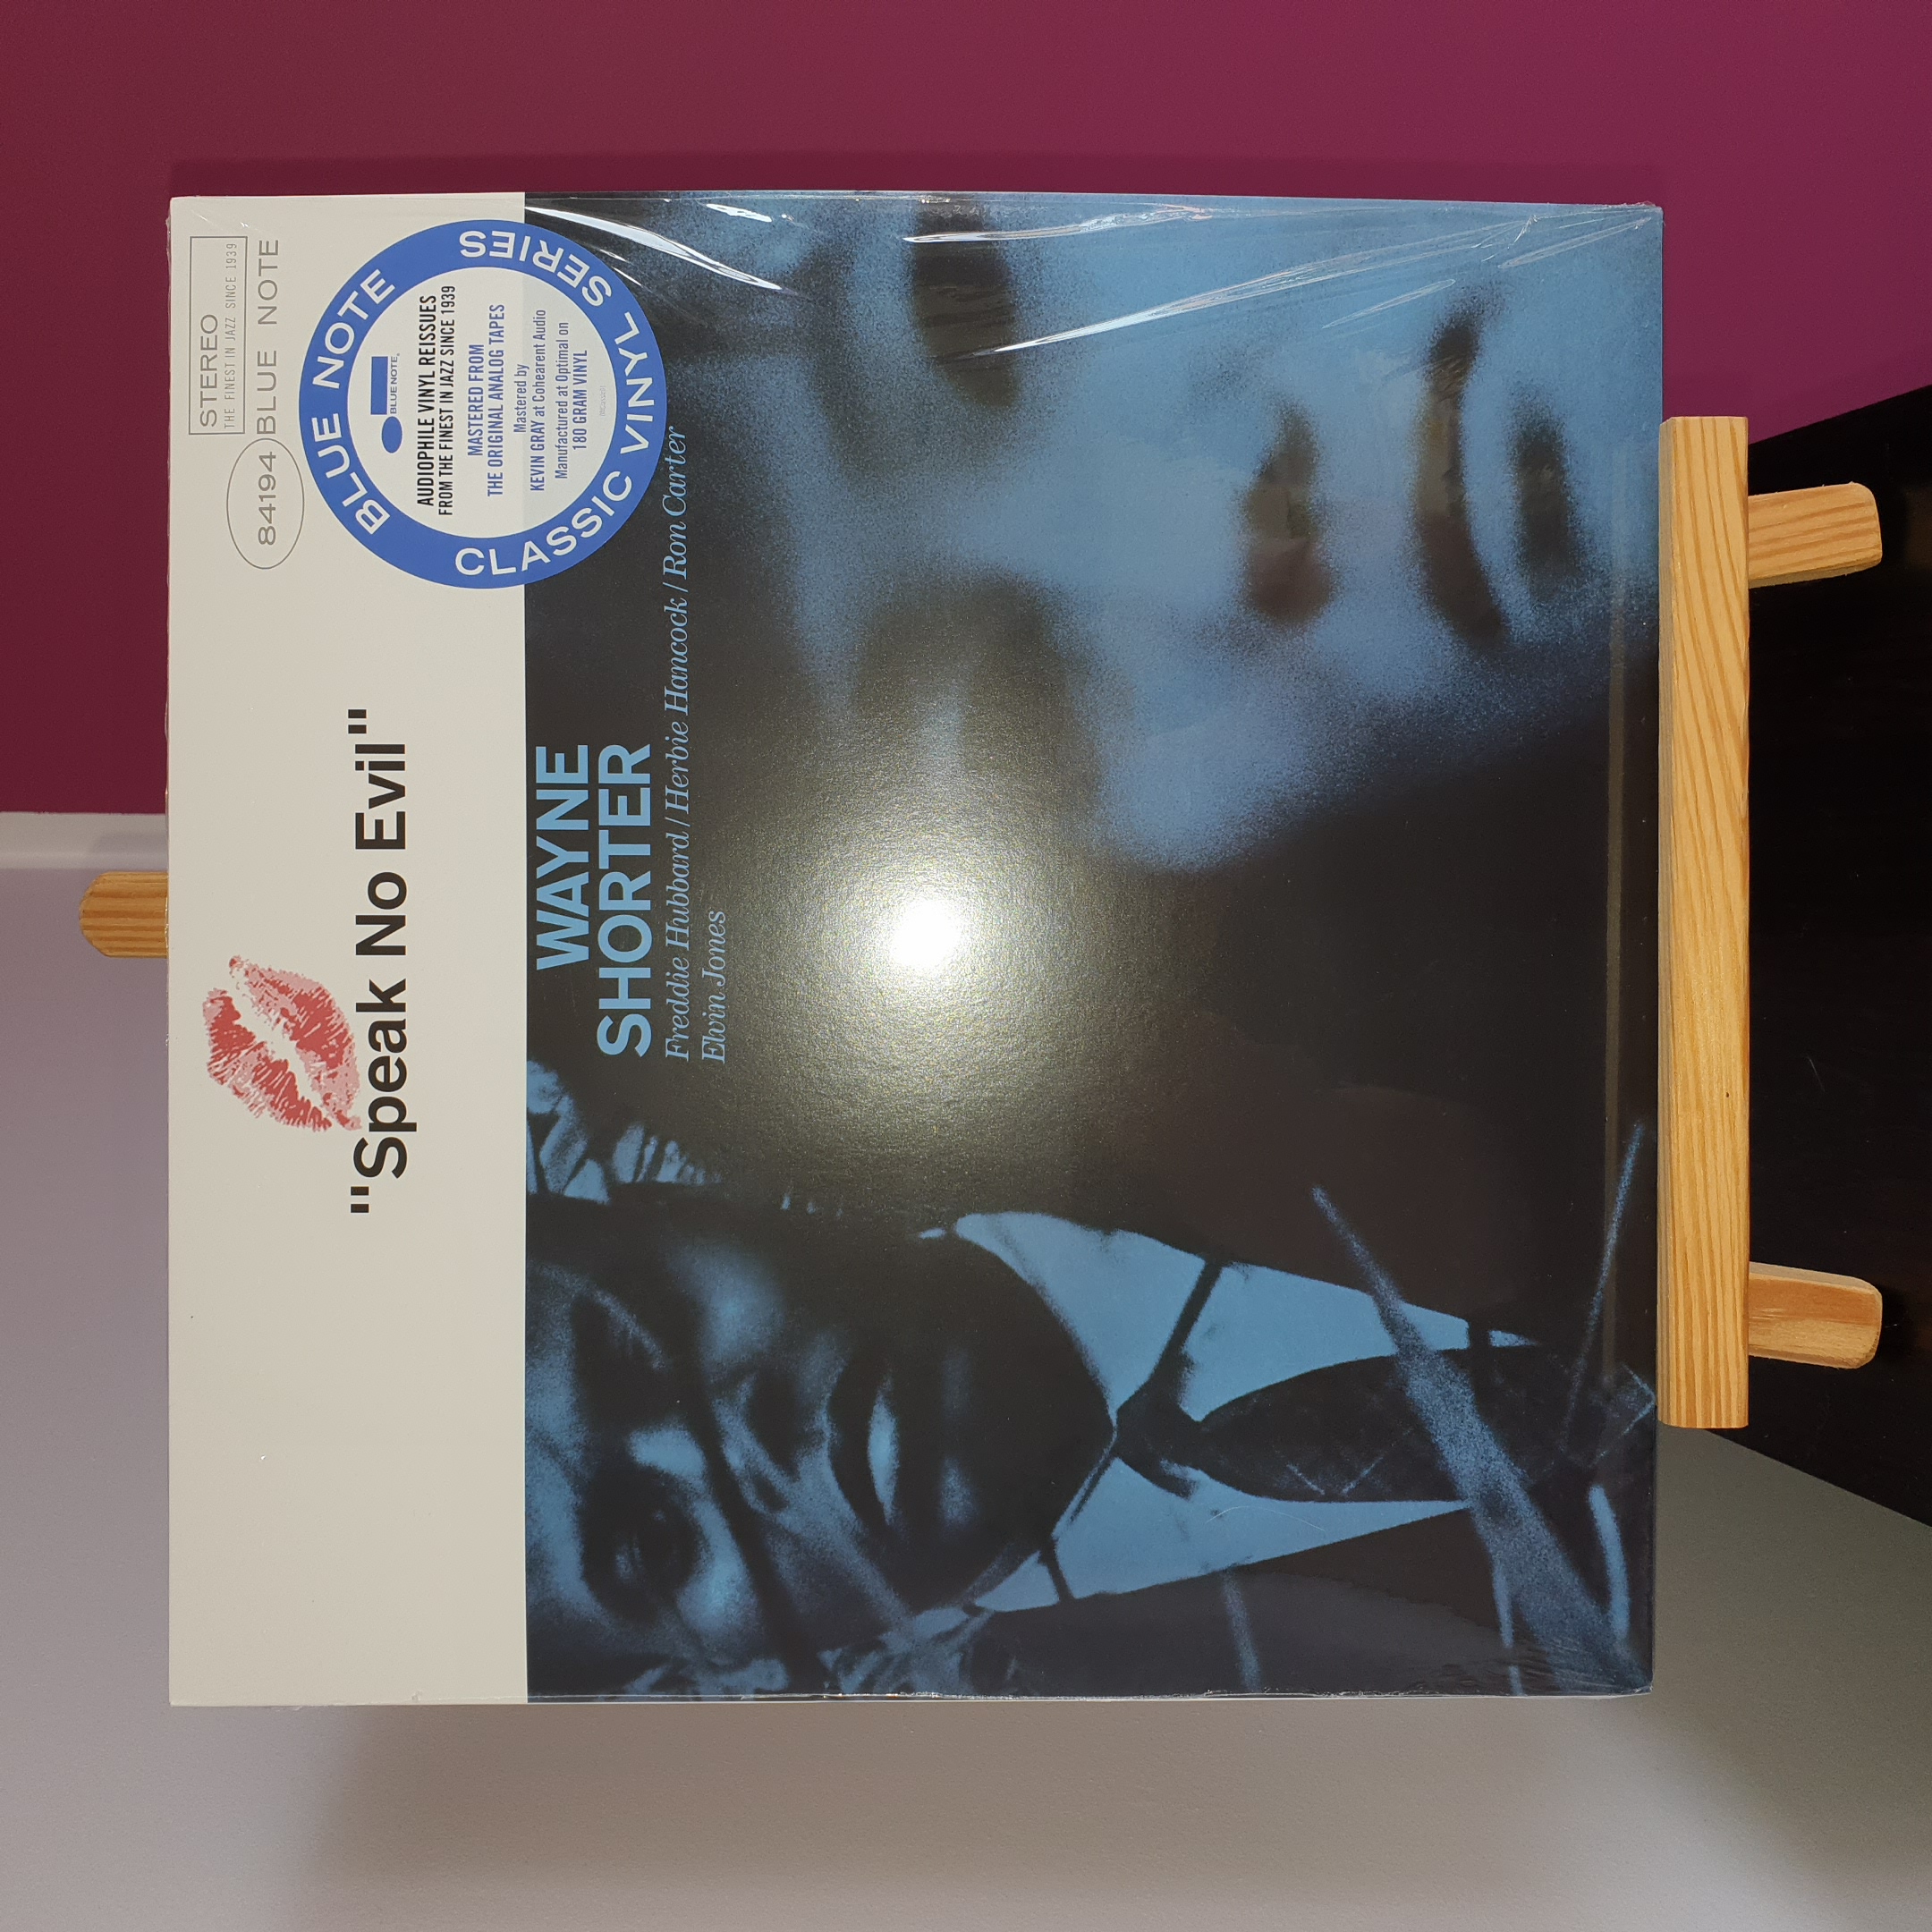 "Speak No Evil"
STEREO
THE FINEST IN JAZZ SINCE 1939
84194 BLUE NOTE
BLUE NOTE
CLASSIC VINYL SERIES
BLUE NOTE
AUDIOPHILE VINYL REISSUES
FROM THE FINEST IN JAZZ SINCE 1939
MASTERED FROM
THE ORIGINAL ANALOG TAPES
Mastered by
KEVIN GRAY at Cohearent Audio
Manufactured at Optimal on
180 GRAM VINYL
WAYNE
SHORTER
Freddie Hubbard / Herbie Hancock / Ron Carter
Elvin Jones